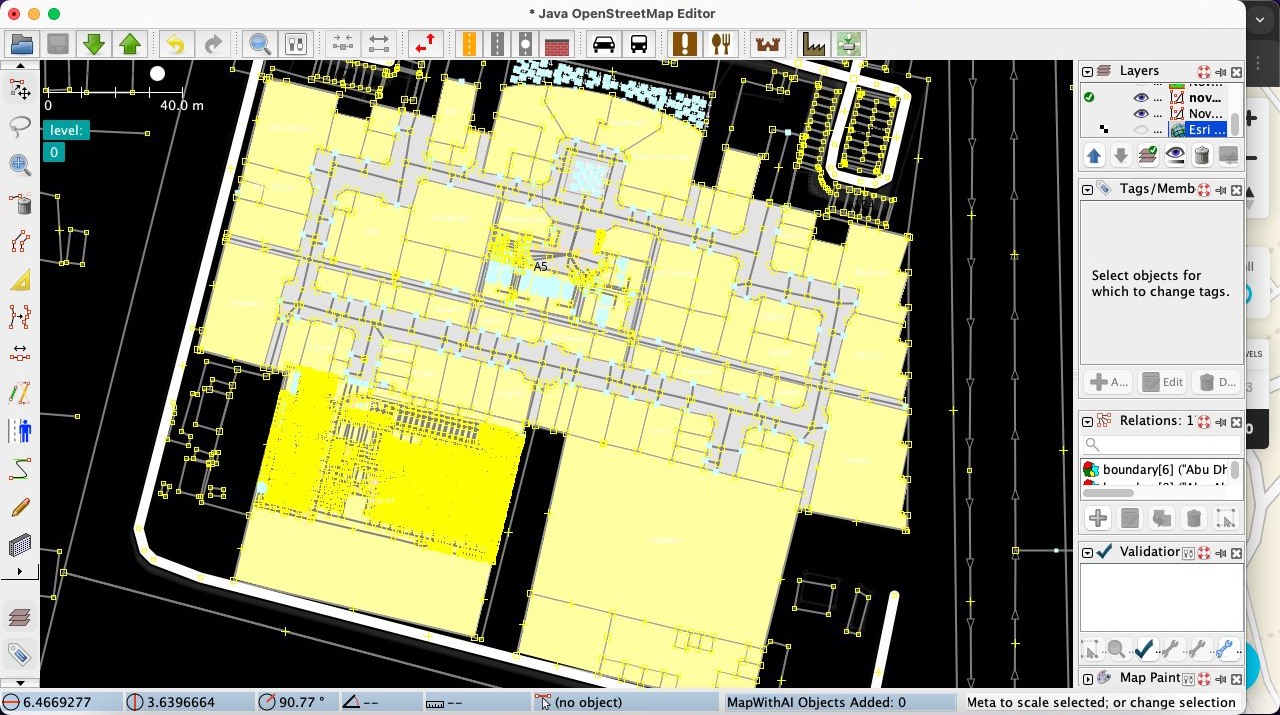 * Java OpenStreetMap Editor
0
40.0 m
level:
0
A5
Layers
nov...
Nov...
Esri ...
Tags/Memb
Select objects for
which to change tags.
A...
Edit
D...
Relations: 1
boundary[6] ("Abu Dh
Validation
Map Paint
6.4669277
3.6396664
90.77 °
--
--
(no object)
MapWithAI Objects Added: 0
Meta to scale selected; or change selection